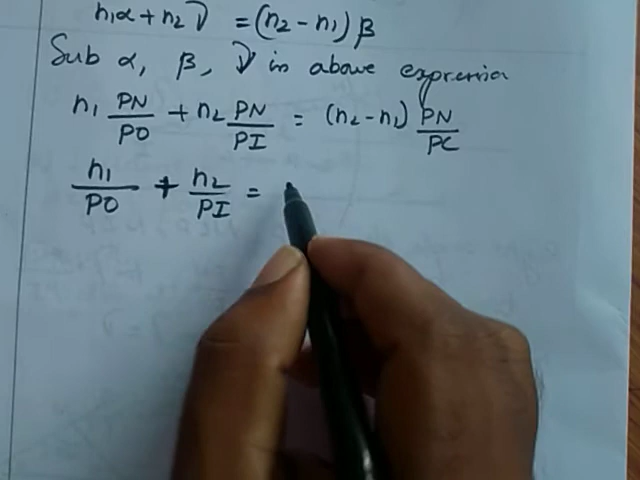 n₁α + n₂γ = (n₂ - n₁) β
Sub α, β, γ in above expression
n₁ PN/PO + n₂ PN/PI = (n₂ - n₁) PN/PC
n₁/PO + n₂/PI =